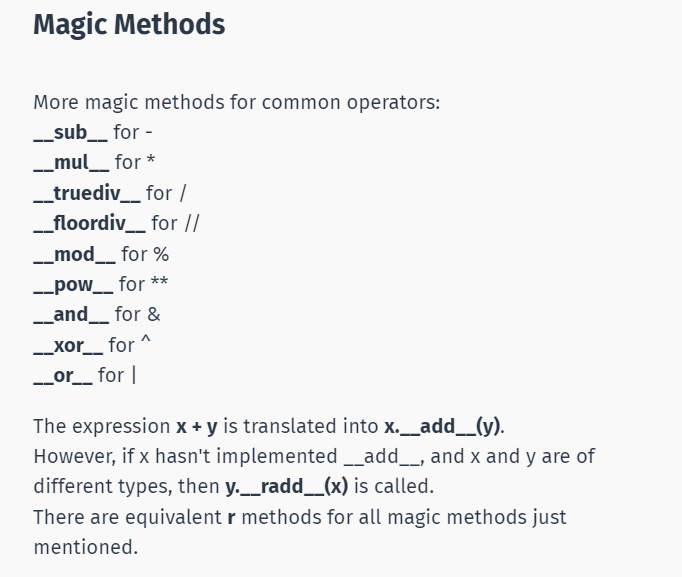 Magic Methods
More magic methods for common operators:
__sub__ for -
__mul__ for *
__truediv__ for /
__floordiv__ for //
__mod__ for %
__pow__ for **
__and__ for &
__xor__ for ^
__or__ for |
The expression x + y is translated into x.__add__(y).
However, if x hasn't implemented __add__, and x and y are of
different types, then y.__radd__(x) is called.
There are equivalent r methods for all magic methods just
mentioned.